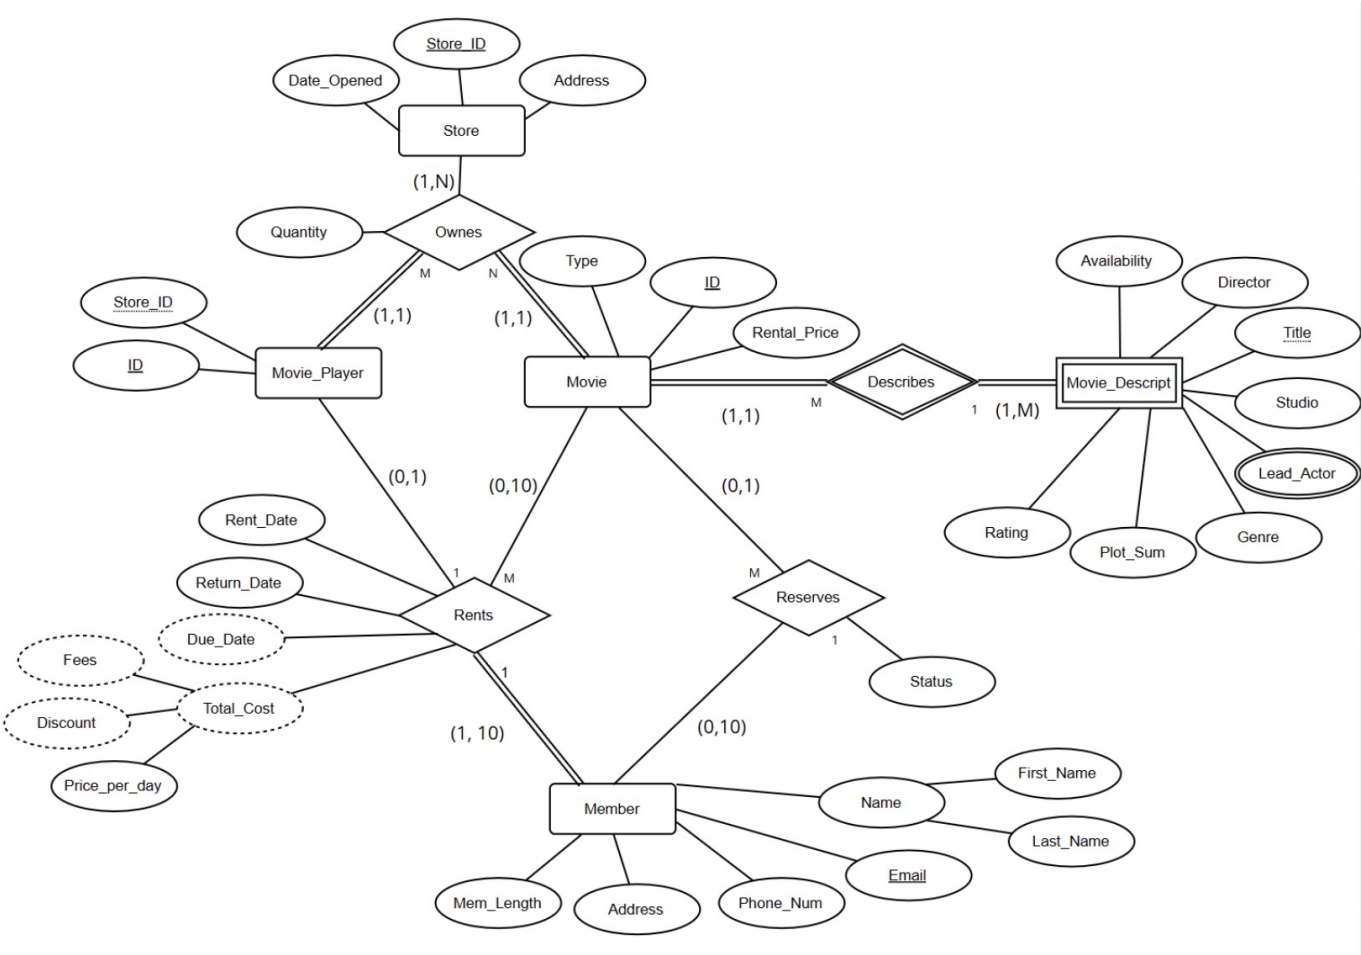 Store_ID
Date_Opened
Address
Store
(1,N)
Quantity
Ownes
M
N
Type
ID
Availability
Director
Store_ID
(1,1)
(1,1)
Rental_Price
Title
ID
Movie_Player
Movie
Describes
Movie_Descript
M
1
(1,1)
(1,M)
Studio
Lead_Actor
(0,1)
(0,10)
(0,1)
Rent_Date
Rating
Plot_Sum
Genre
Return_Date
1
M
M
Rents
Reserves
Due_Date
1
Fees
1
Status
Total_Cost
Discount
(1, 10)
(0,10)
Price_per_day
First_Name
Member
Name
Last_Name
Email
Mem_Length
Address
Phone_Num